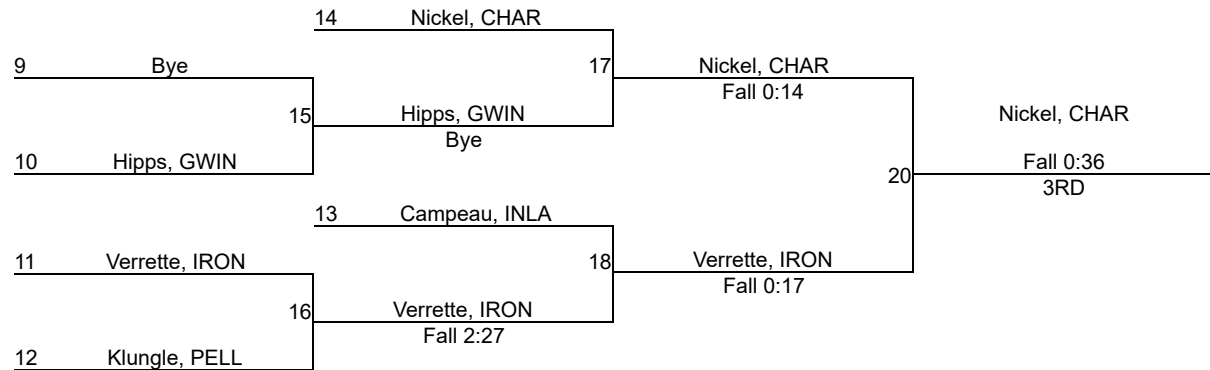 14 Nickel, CHAR
9 Bye
17 Nickel, CHAR
Fall 0:14
15 Hipps, GWIN
Bye
Nickel, CHAR
10 Hipps, GWIN
Fall 0:36
20
3RD
13 Campeau, INLA
11 Verrette, IRON
18 Verrette, IRON
Fall 0:17
16 Verrette, IRON
Fall 2:27
12 Klungle, PELL